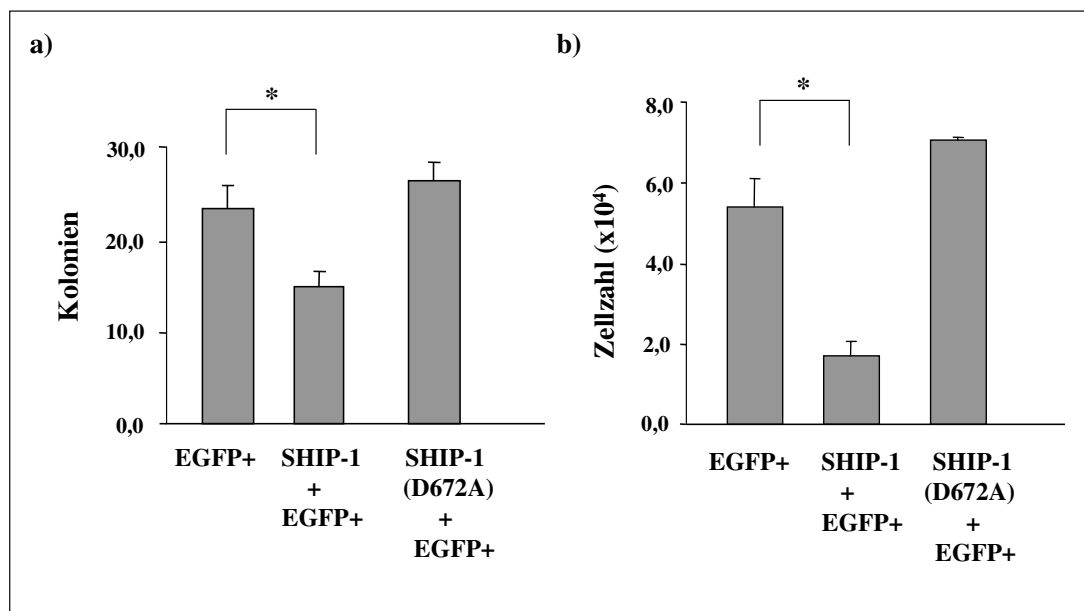 a)
*
Kolonien
30,0
20,0
10,0
0,0
EGFP+
SHIP-1
+
EGFP+
SHIP-1
(D672A)
+
EGFP+
b)
*
Zellzahl (x10⁴)
8,0
6,0
4,0
2,0
0,0
EGFP+
SHIP-1
+
EGFP+
SHIP-1
(D672A)
+
EGFP+